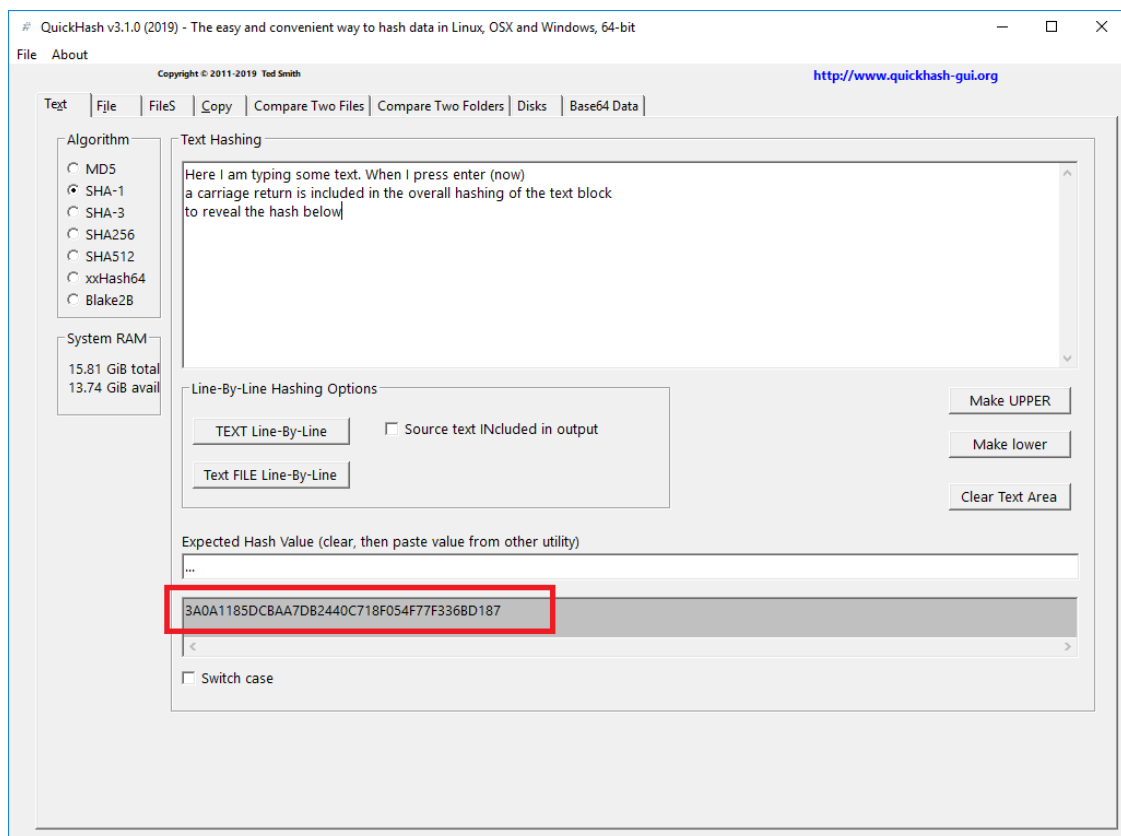 QuickHash v3.1.0 (2019) - The easy and convenient way to hash data in Linux, OSX and Windows, 64-bit
File About
Copyright © 2011-2019 Ted Smith
http://www.quickhash-gui.org
Text File FileS Copy Compare Two Files Compare Two Folders Disks Base64 Data
Algorithm
MD5
SHA-1
SHA-3
SHA256
SHA512
xxHash64
Blake2B
System RAM
15.81 GiB total
13.74 GiB avail
Text Hashing
Here I am typing some text. When I press enter (now)
a carriage return is included in the overall hashing of the text block
to reveal the hash below
Line-By-Line Hashing Options
TEXT Line-By-Line
Source text INcluded in output
Text FILE Line-By-Line
Make UPPER
Make lower
Clear Text Area
Expected Hash Value (clear, then paste value from other utility)
...
3A0A1185DCBAA7DB2440C718F054F77F336BD187
Switch case